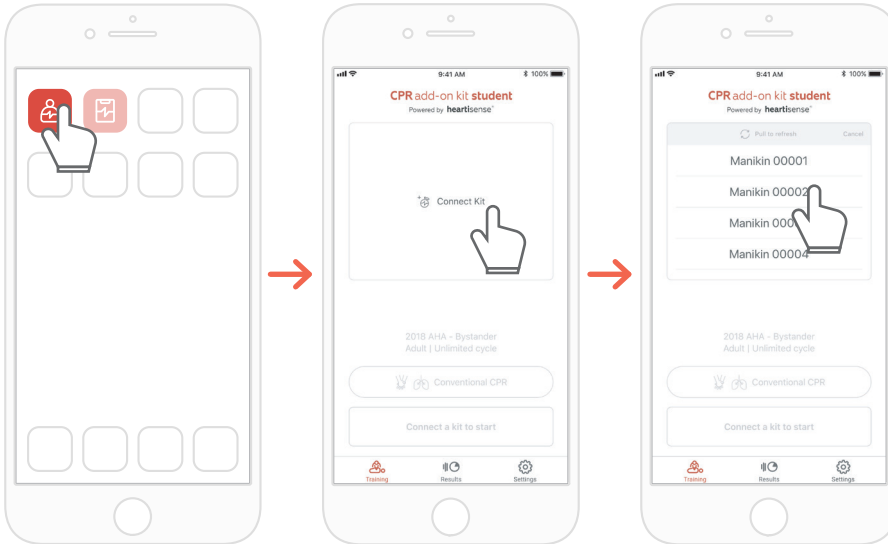 9:41 AM
100%
CPR add-on kit student
Powered by heartisense
Connect Kit
2018 AHA - Bystander
Adult | Unlimited cycle
Conventional CPR
Connect a kit to start
Training
Results
Settings
9:41 AM
100%
CPR add-on kit student
Powered by heartisense
Pull to refresh
Cancel
Manikin 00001
Manikin 00002
Manikin
Manikin 00004
2018 AHA - Bystander
Adult | Unlimited cycle
Conventional CPR
Connect a kit to start
Training
Results
Settings